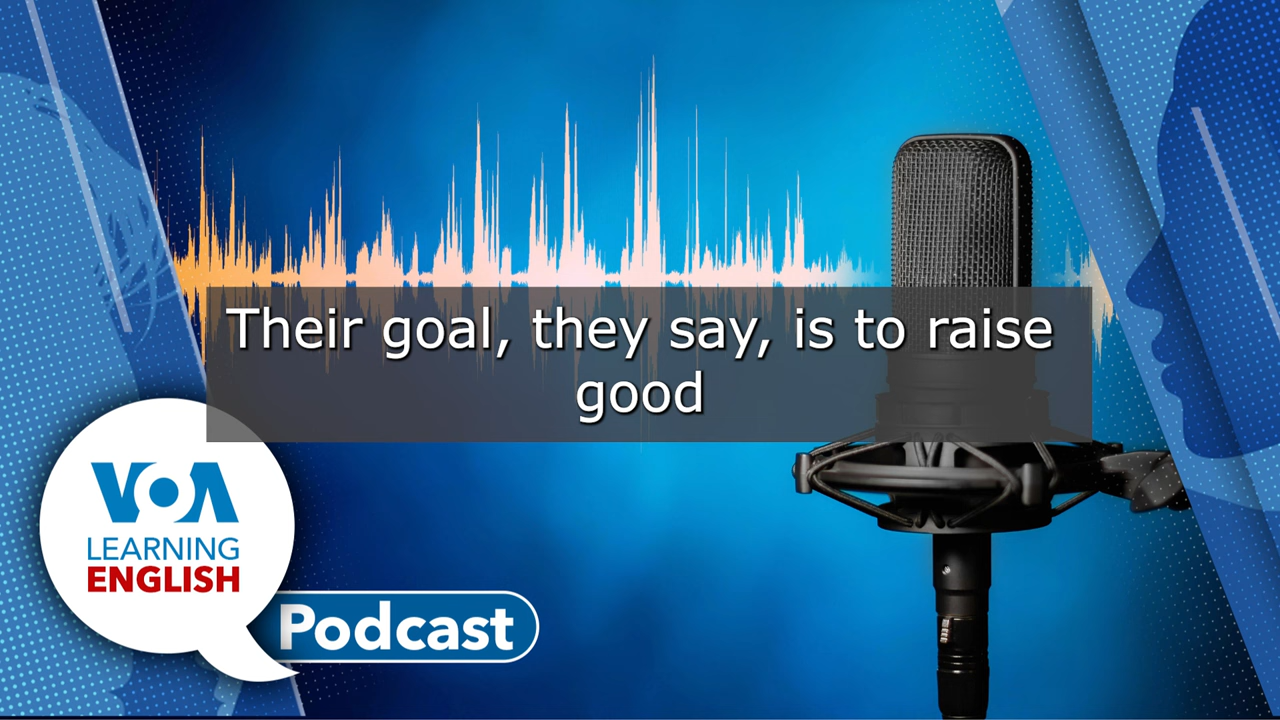 Their goal, they say, is to raise
good
VOA
LEARNING
ENGLISH
Podcast